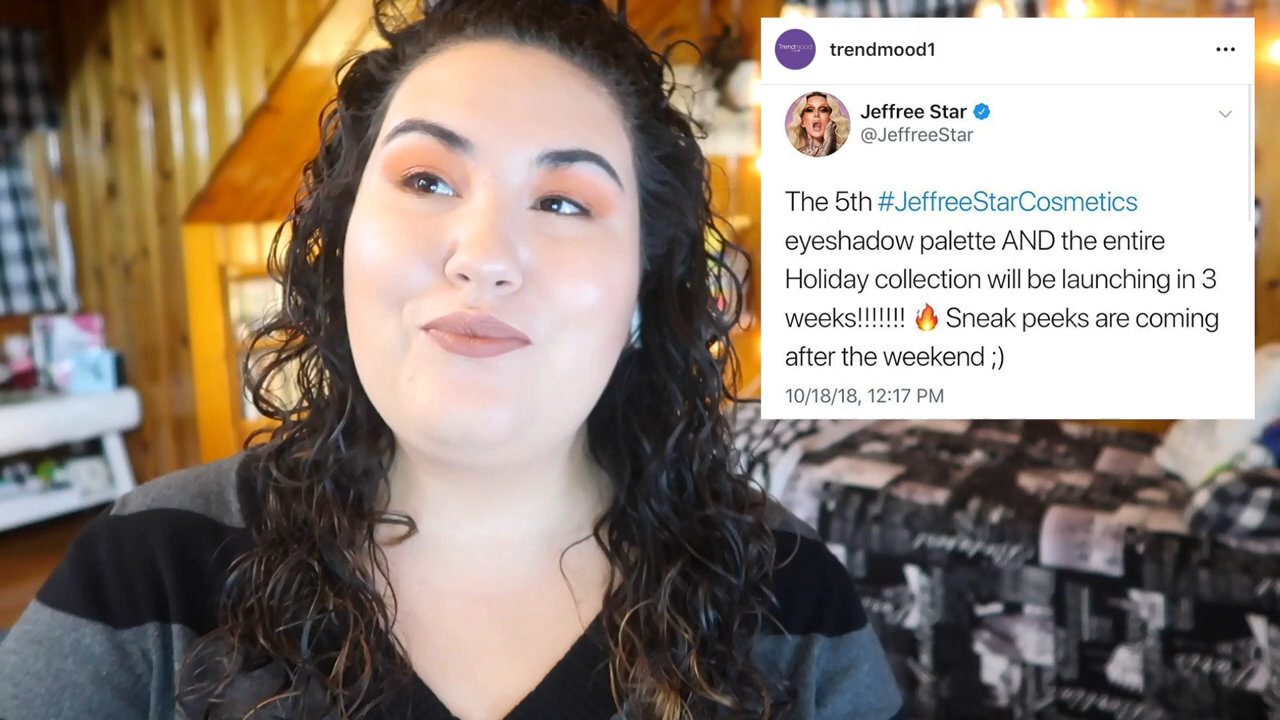 Trendmood
trendmood1
Jeffree Star
@JeffreeStar
The 5th #JeffreeStarCosmetics
eyeshadow palette AND the entire
Holiday collection will be launching in 3
weeks!!!!!!! 🔥 Sneak peeks are coming
after the weekend ;)
10/18/18, 12:17 PM